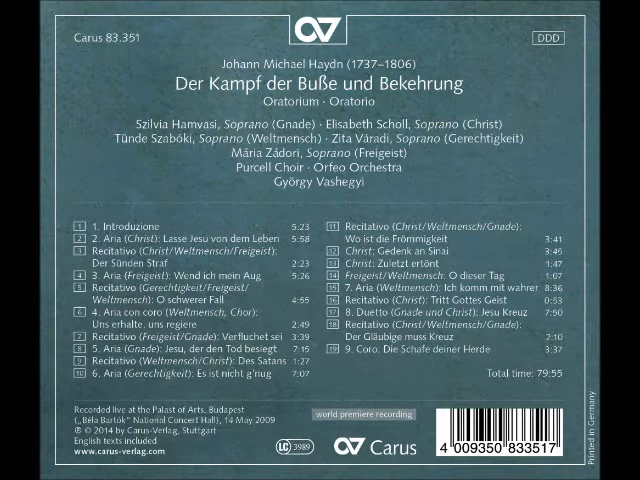 Carus 83.351
DDD
Johann Michael Haydn (1737–1806)
Der Kampf der Buße und Bekehrung
Oratorium · Oratorio
Szilvia Hamvasi, Soprano (Gnade) · Elisabeth Scholl, Soprano (Christ)
Tünde Szabóki, Soprano (Weltmensch) · Zita Váradi, Soprano (Gerechtigkeit)
Mária Zádori, Soprano (Freigeist)
Purcell Choir · Orfeo Orchestra
György Vashegyi
1 1. Introduzione 5:23
2 2. Aria (Christ): Lasse Jesu von dem Leben 5:58
3 Recitativo (Christ/Weltmensch/Freigeist):
Der Sünden Straf 2:23
4 3. Aria (Freigeist): Wend ich mein Aug 5:26
5 Recitativo (Gerechtigkeit/Freigeist/
Weltmensch): O schwerer Fall 4:55
6 4. Aria con coro (Weltmensch, Chor):
Uns erhalte, uns regiere 2:49
7 Recitativo (Freigeist/Gnade): Verfluchet sei 3:39
8 5. Aria (Gnade): Jesu, der den Tod besiegt 7:15
9 Recitativo (Weltmensch/Christ): Des Satans 1:27
10 6. Aria (Gerechtigkeit): Es ist nicht g'nug 7:07
11 Recitativo (Christ/Weltmensch/Gnade):
Wo ist die Frömmigkeit 3:41
12 Christ: Gedenk an Sinai 3:45
13 Christ: Zuletzt ertönt 1:47
14 Freigeist/Weltmensch: O dieser Tag 1:07
15 7. Aria (Weltmensch): Ich komm mit wahrer 8:36
16 Recitativo (Christ): Tritt Gottes Geist 0:53
17 8. Duetto (Gnade und Christ): Jesu Kreuz 7:50
18 Recitativo (Christ/Weltmensch/Gnade):
Der Gläubige muss Kreuz 2:10
19 9. Coro: Die Schafe deiner Herde 3:37
Total time: 79:55
Recorded live at the Palast of Arts, Budapest
(„Béla Bartók“ National Concert Hall), 14 May 2009
℗ © 2014 by Carus-Verlag, Stuttgart
English texts included
www.carus-verlag.com
world premiere recording
LC 3989
Carus
4 009350 833517
Printed in Germany